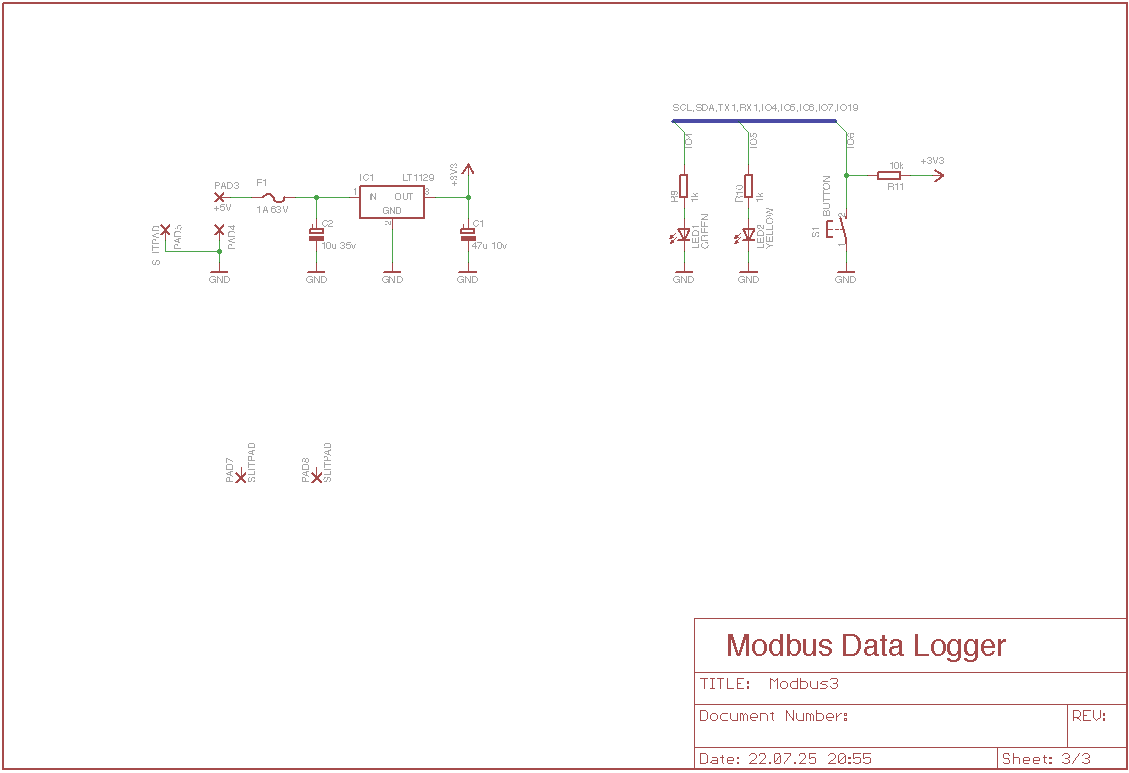 SCL,SDA,TX1,RX1,IO4,IO5,IO6,IO7,IO19
IO4
IO5
IO6
10k
+3V3
R11
BUTTON
R9
1k
R10
1k
LED1
GREEN
LED2
YELLOW
S1
2
1
GND
GND
GND
PAD3
+5V
F1
1A 63V
IC1
LT1129
1
IN
OUT
3
GND
2
+3V3
SLITPAD
PAD5
PAD4
C2
10u 35v
C1
47u 10v
GND
GND
GND
GND
PAD7
SLITPAD
PAD8
SLITPAD
Modbus Data Logger
TITLE: Modbus3
Document Number:
REV:
Date: 22.07.25 20:55
Sheet: 3/3